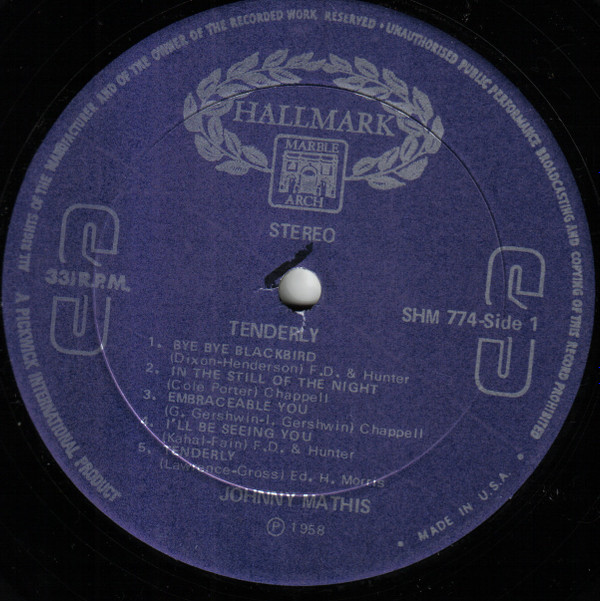 ALL RIGHTS OF THE MANUFACTURER AND OF THE OWNER OF THE RECORDED WORK RESERVED • UNAUTHORISED PUBLIC PERFORMANCE BROADCASTING AND COPYING OF THIS RECORD PROHIBITED
HALLMARK
MARBLE
ARCH
STEREO
33⅓ R.P.M.
SHM 774-Side 1
TENDERLY
1. BYE BYE BLACKBIRD
(Dixon-Henderson) F.D. & Hunter
2. IN THE STILL OF THE NIGHT
(Cole Porter) Chappell
3. EMBRACEABLE YOU
(G. Gershwin-I. Gershwin) Chappell
4. I'LL BE SEEING YOU
(Kahal-Fain) F.D. & Hunter
5. TENDERLY
(Lawrence-Gross) Ed. H. Morris
JOHNNY MATHIS
Ⓟ 1958
A PICKWICK INTERNATIONAL PRODUCT
• MADE IN U.S.A. •